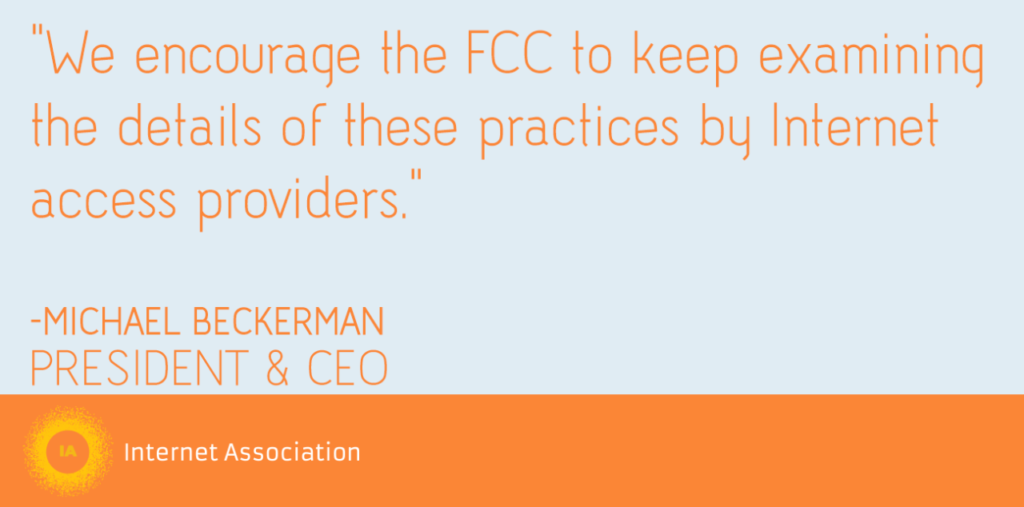 "We encourage the FCC to keep examining
the details of these practices by Internet
access providers."
-MICHAEL BECKERMAN
PRESIDENT & CEO
IA
Internet Association